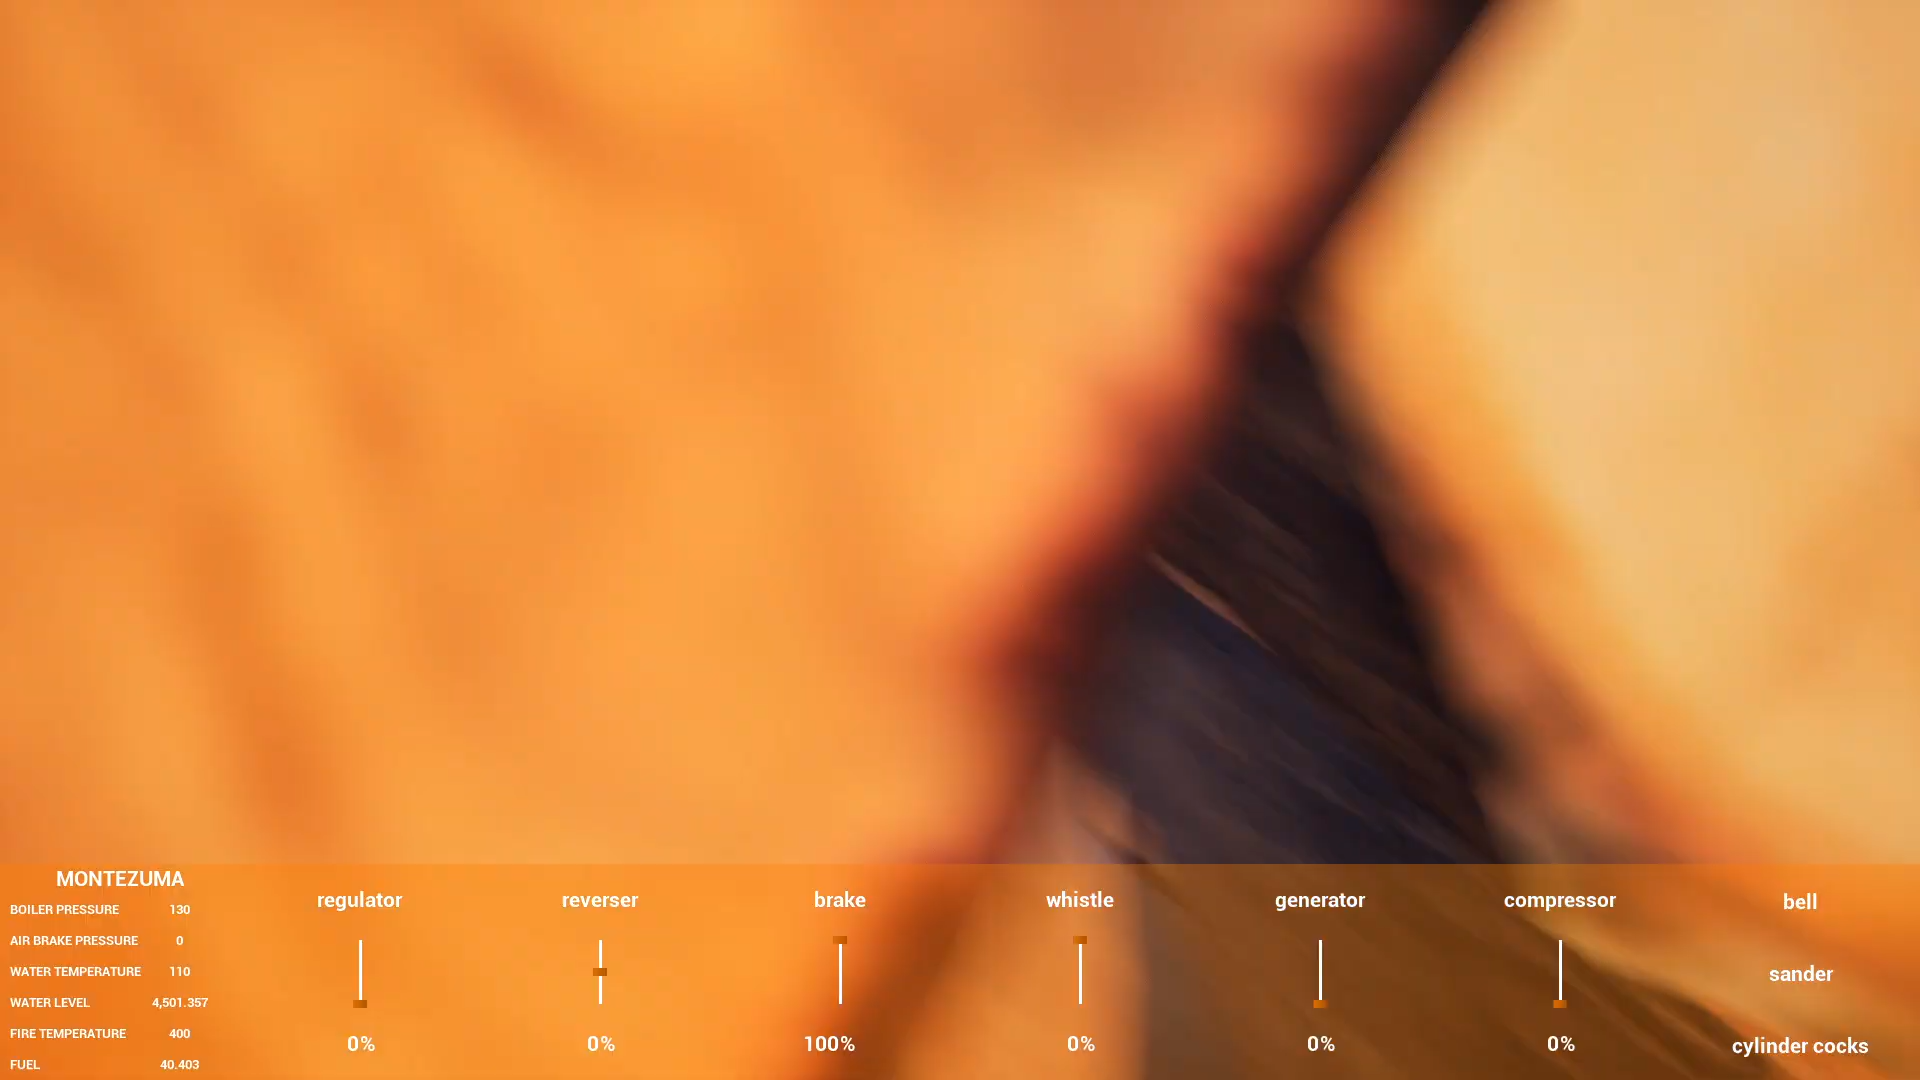 MONTEZUMA
BOILER PRESSURE 130
AIR BRAKE PRESSURE 0
WATER TEMPERATURE 110
WATER LEVEL 4,501.357
FIRE TEMPERATURE 400
FUEL 40.403
regulator
0%
reverser
0%
brake
100%
whistle
0%
generator
0%
compressor
0%
bell
sander
cylinder cocks